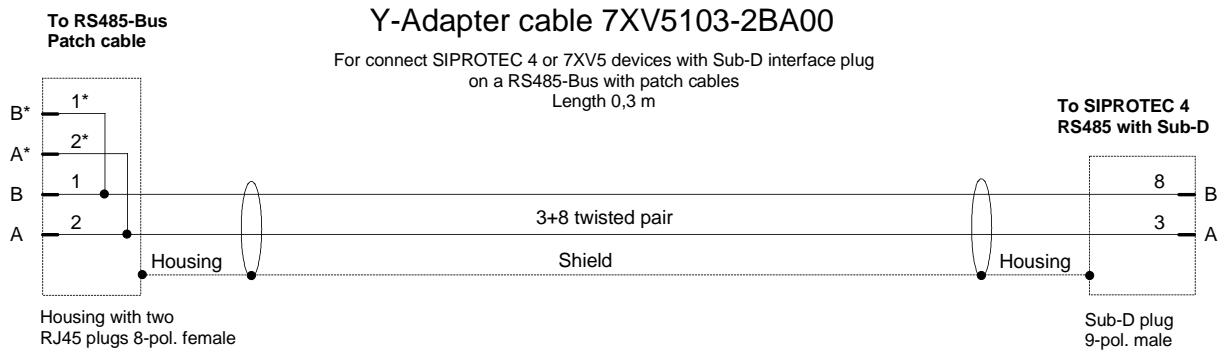 To RS485-Bus
Patch cable
Y-Adapter cable 7XV5103-2BA00
For connect SIPROTEC 4 or 7XV5 devices with Sub-D interface plug
on a RS485-Bus with patch cables
Length 0,3 m
To SIPROTEC 4
RS485 with Sub-D
B* 1*
A* 2*
B 1 8 B
A 2 3+8 twisted pair 3 A
Housing Shield Housing
Housing with two
RJ45 plugs 8-pol. female
Sub-D plug
9-pol. male